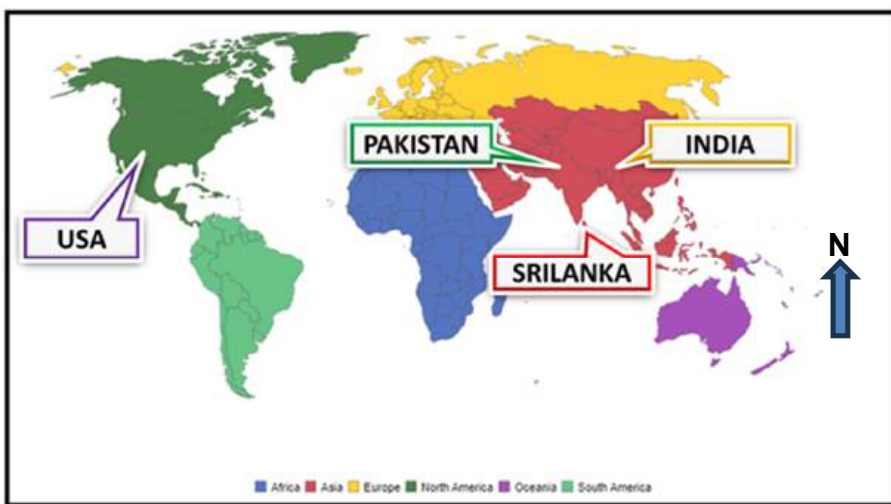 PAKISTAN
INDIA
USA
SRILANKA
N
Africa Asia Europe North America Oceania South America